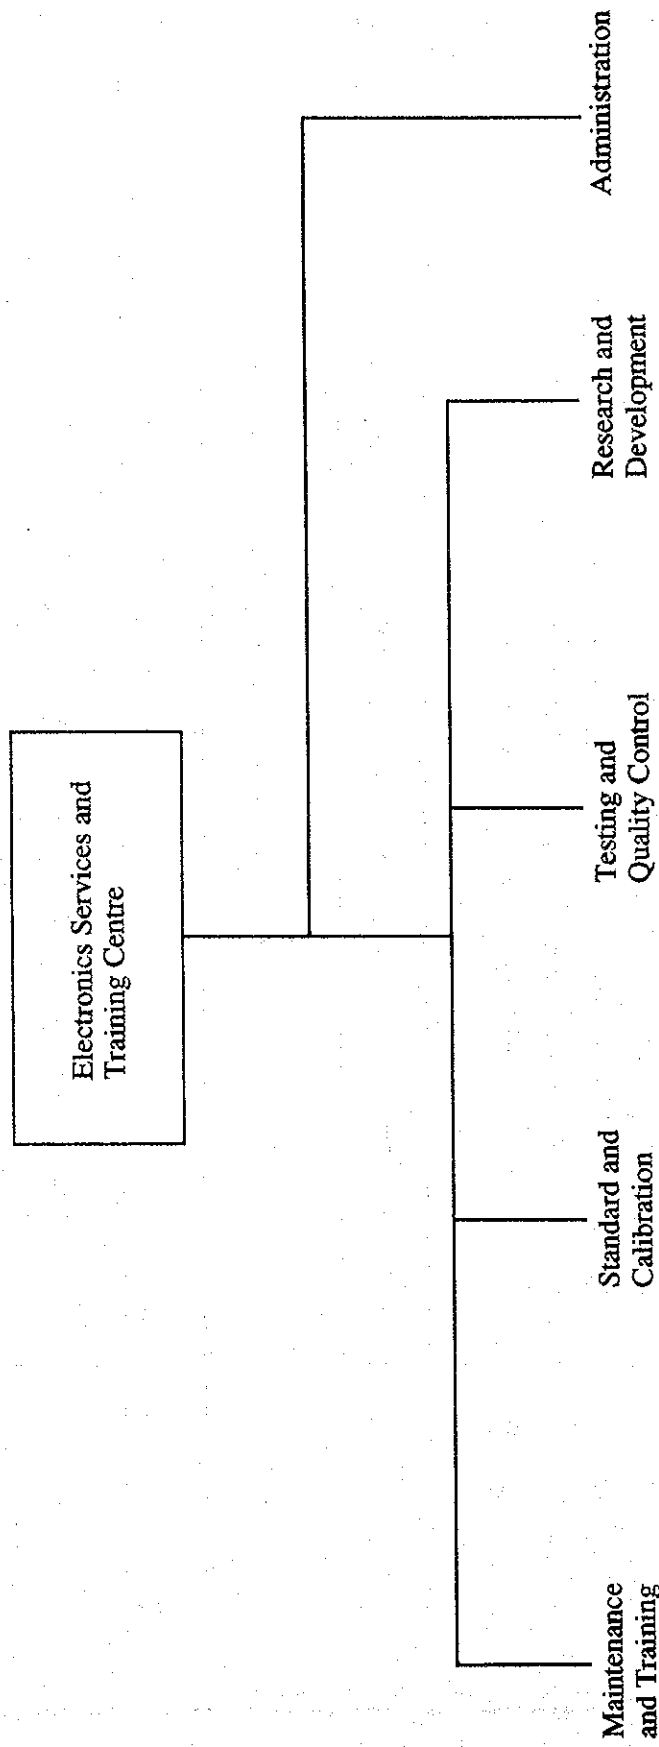 Electronics Services and
Training Centre
Maintenance
and Training
Standard and
Calibration
Testing and
Quality Control
Research and
Development
Administration